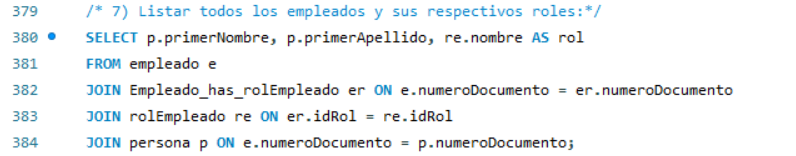 379 /* 7) Listar todos los empleados y sus respectivos roles:*/
380 SELECT p.primerNombre, p.primerApellido, re.nombre AS rol
381 FROM empleado e
382 JOIN Empleado_has_rolEmpleado er ON e.numeroDocumento = er.numeroDocumento
383 JOIN rolEmpleado re ON er.idRol = re.idRol
384 JOIN persona p ON e.numeroDocumento = p.numeroDocumento;